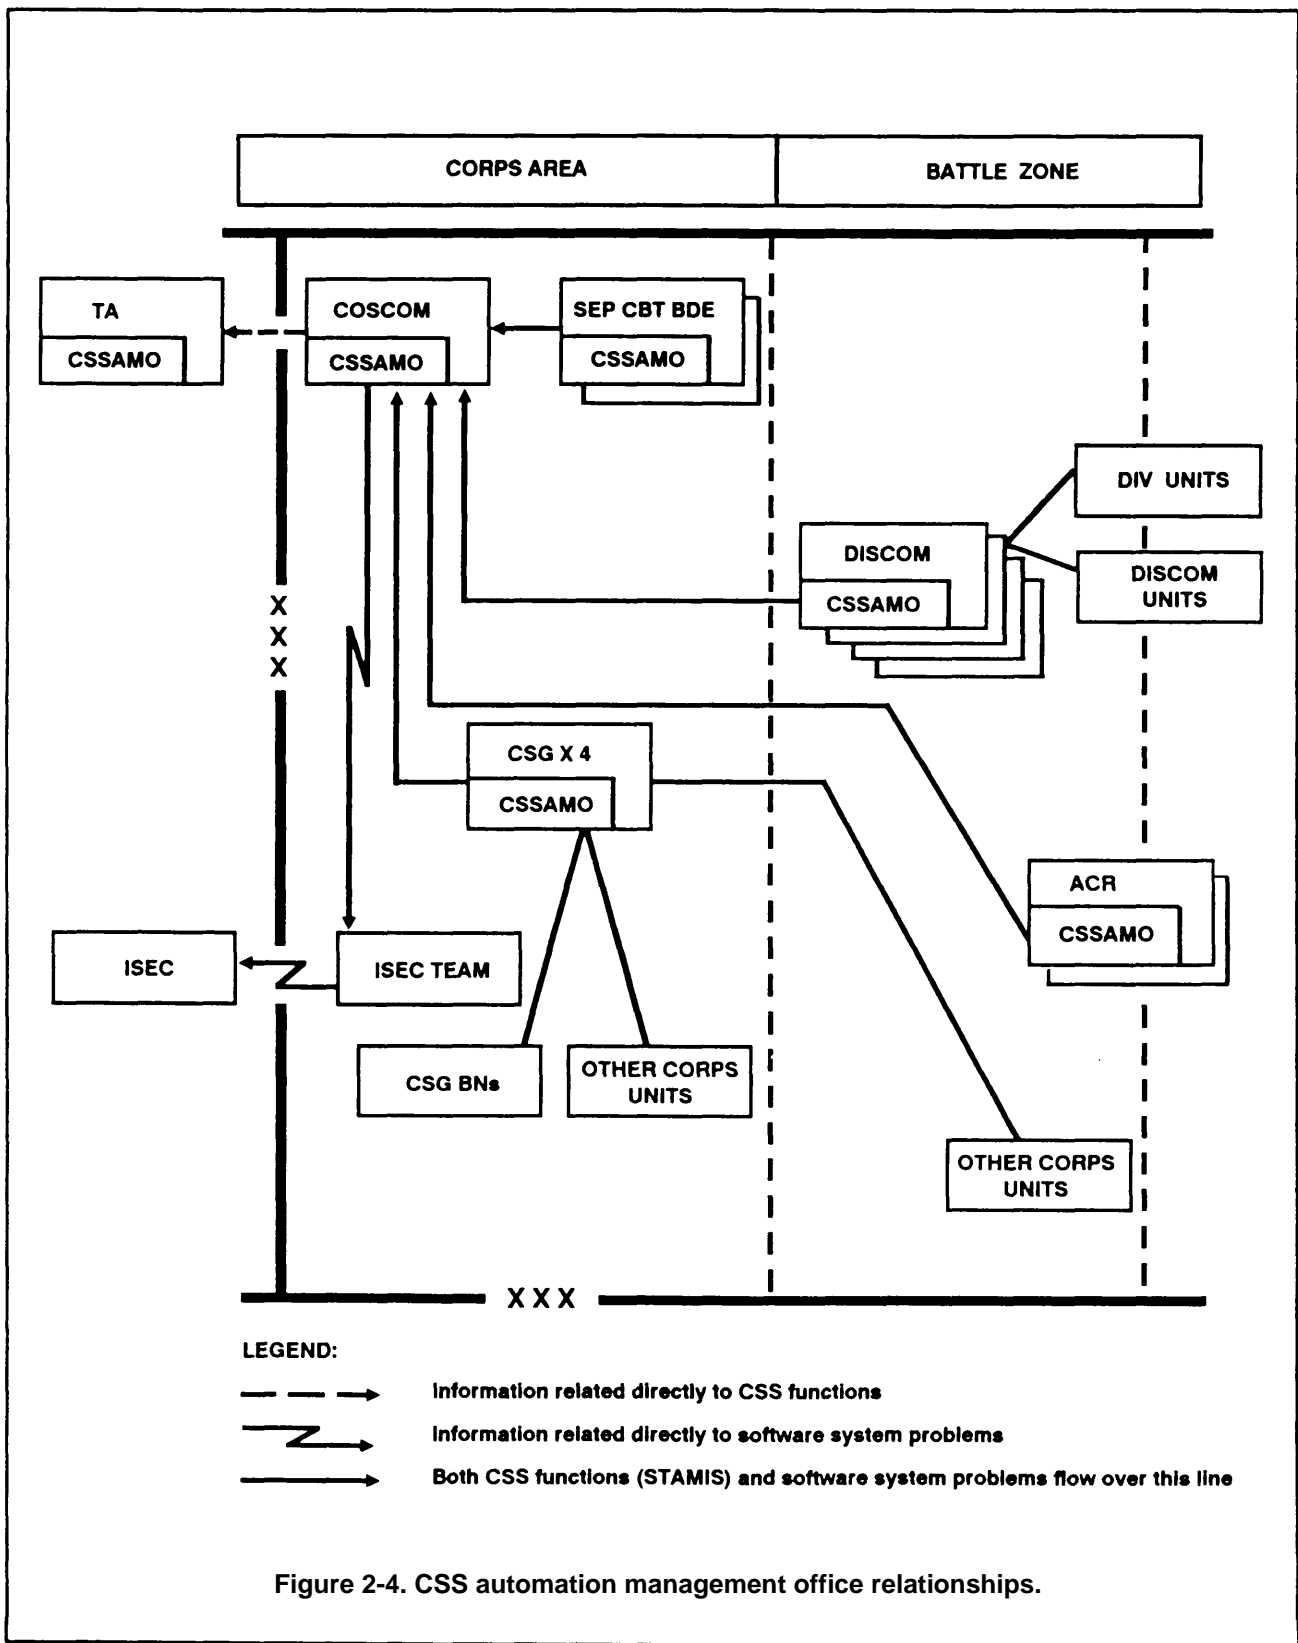 CORPS AREA
BATTLE ZONE
TA
CSSAMO
COSCOM
CSSAMO
SEP CBT BDE
CSSAMO
DIV UNITS
DISCOM
CSSAMO
DISCOM
UNITS
X
X
X
CSG X 4
CSSAMO
ACR
CSSAMO
ISEC
ISEC TEAM
CSG BNs
OTHER CORPS
UNITS
OTHER CORPS
UNITS
X X X
LEGEND:
Information related directly to CSS functions
Information related directly to software system problems
Both CSS functions (STAMIS) and software system problems flow over this line
Figure 2-4. CSS automation management office relationships.